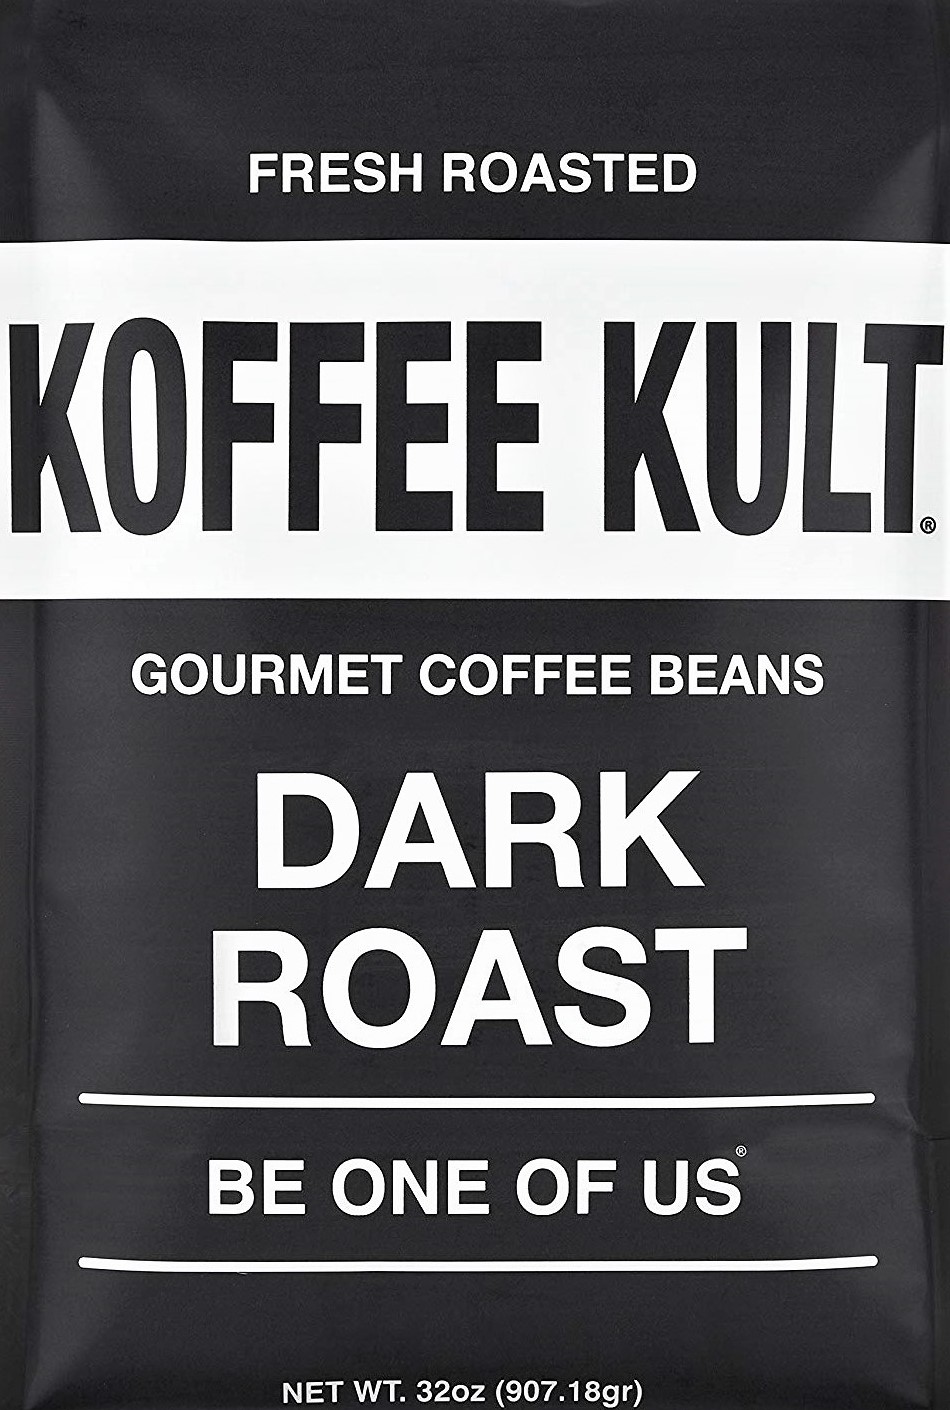 FRESH ROASTED
KOFFEE KULT®
GOURMET COFFEE BEANS
DARK
ROAST
BE ONE OF US®
NET WT. 32oz (907.18gr)